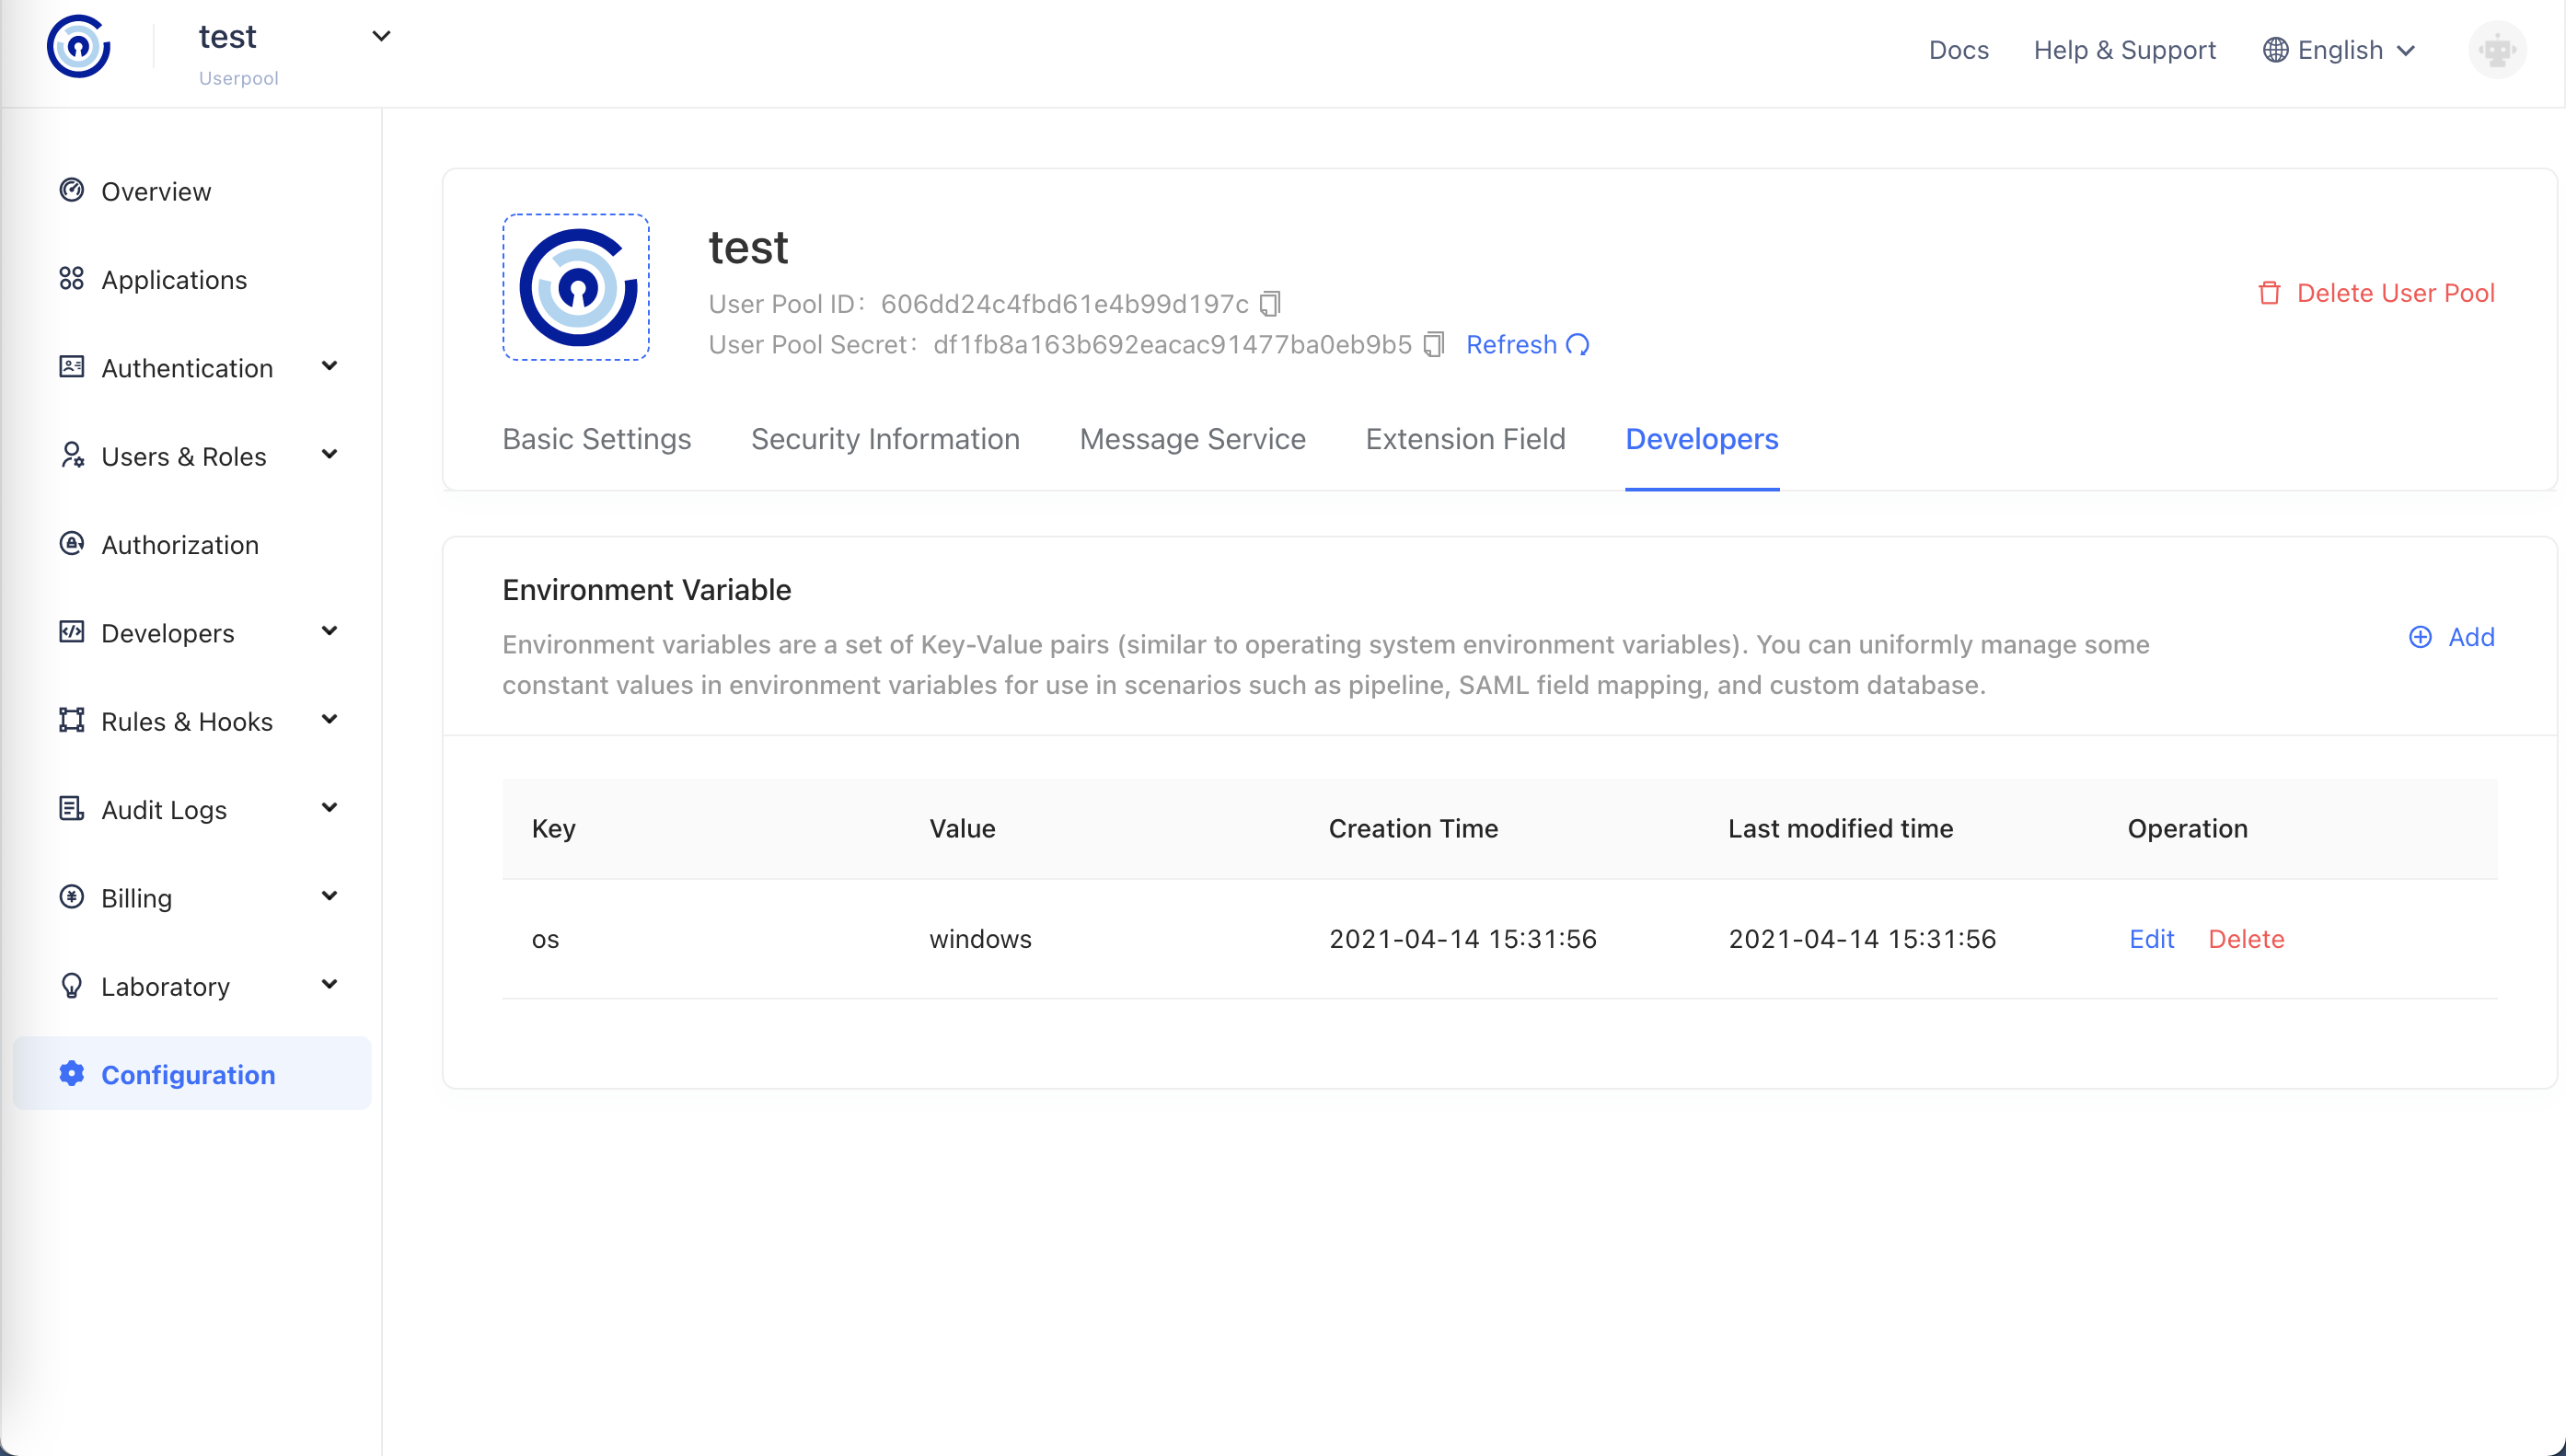 test
Userpool
Docs
Help & Support
English
Overview
Applications
Authentication
Users & Roles
Authorization
Developers
Rules & Hooks
Audit Logs
Billing
Laboratory
Configuration
test
User Pool ID: 606dd24c4fbd61e4b99d197c
User Pool Secret: df1fb8a163b692eacac91477ba0eb9b5 Refresh
Delete User Pool
Basic Settings Security Information Message Service Extension Field Developers
Environment Variable
Environment variables are a set of Key-Value pairs (similar to operating system environment variables). You can uniformly manage some
constant values in environment variables for use in scenarios such as pipeline, SAML field mapping, and custom database.
Add
Key Value Creation Time Last modified time Operation
os windows 2021-04-14 15:31:56 2021-04-14 15:31:56 Edit Delete